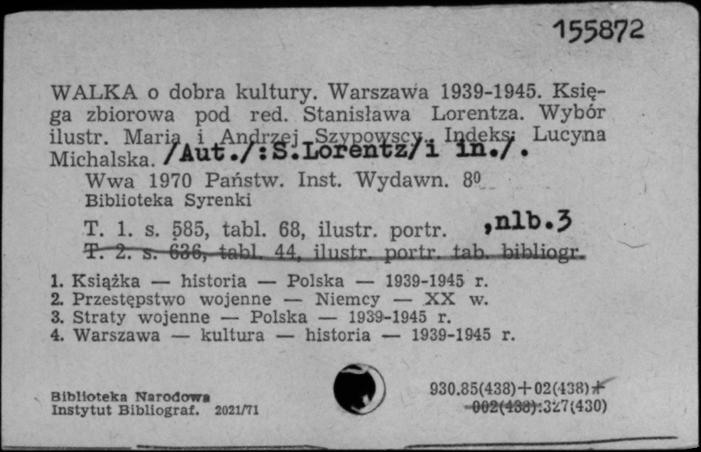 155872
WALKA o dobra kultury. Warszawa 1939-1945. Księ-
ga zbiorowa pod red. Stanisława Lorentza. Wybór
ilustr. Maria i Andrzej Szypowscy. Indeks: Lucyna
Michalska. /Aut./:S.Lorentz/i in./.
Wwa 1970 Państw. Inst. Wydawn. 8⁰
Biblioteka Syrenki
T. 1. s. 585, tabl. 68, ilustr. portr. ,nlb.3
T. 2. s. 636, tabl. 44, ilustr. portr. tab. bibliogr.
1. Książka — historia — Polska — 1939-1945 r.
2. Przestępstwo wojenne — Niemcy — XX w.
3. Straty wojenne — Polska — 1939-1945 r.
4. Warszawa — kultura — historia — 1939-1945 r.
Biblioteka Narodowa
Instytut Bibliograf. 2021/71
930.85(438)+02(438)+
002(438):327(430)